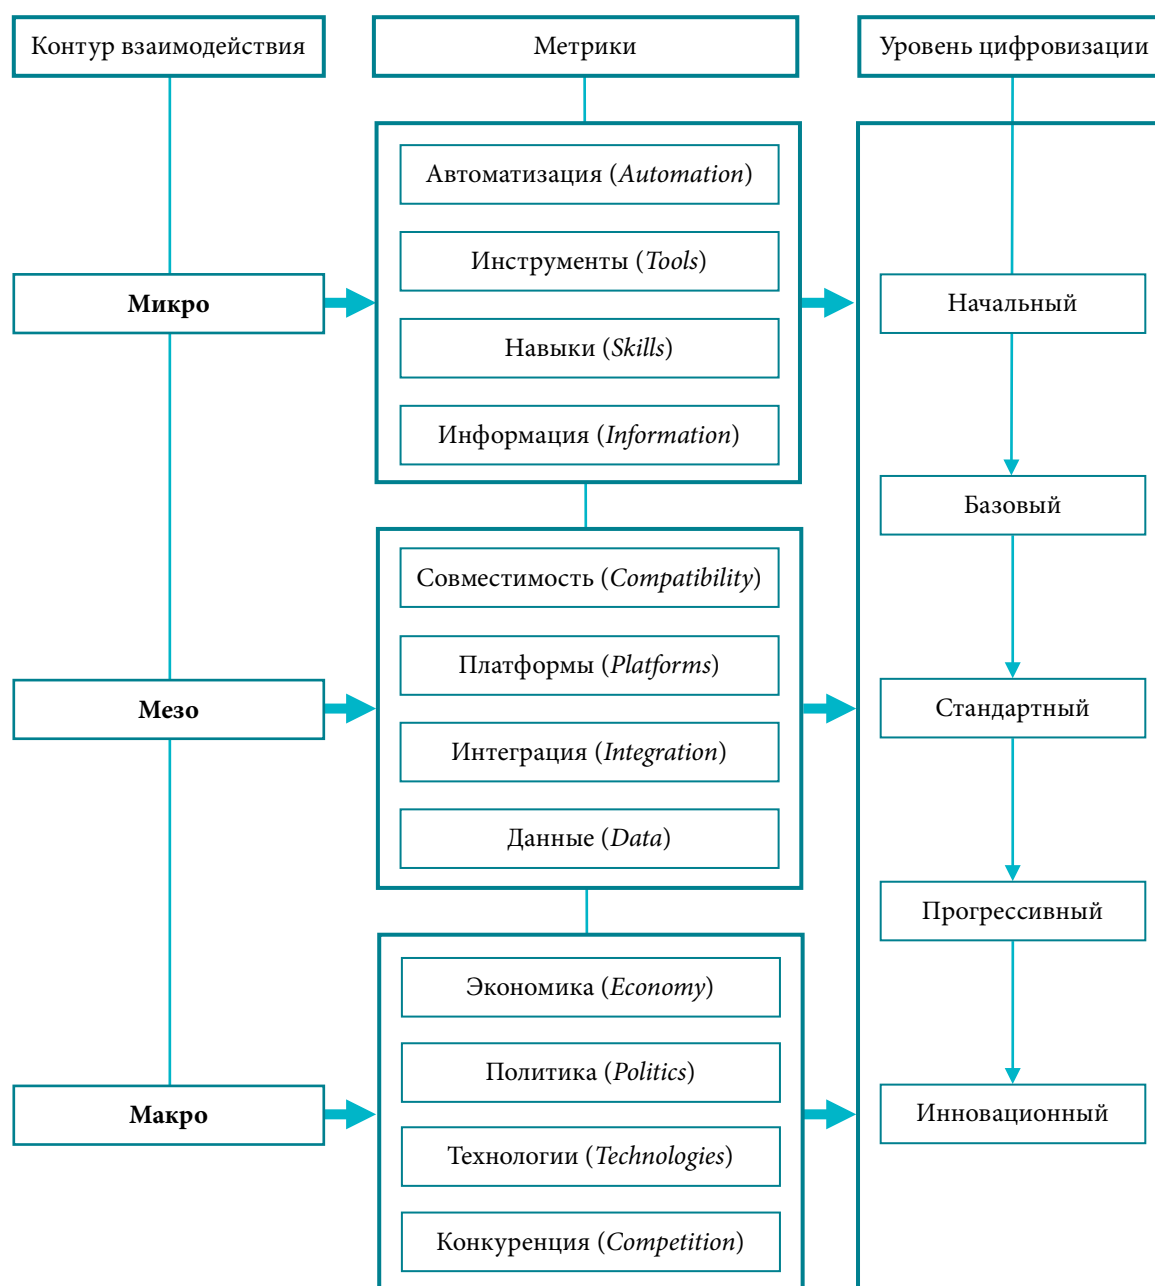 Контур взаимодействия
Метрики
Уровень цифровизации
Микро
Автоматизация (Automation)
Инструменты (Tools)
Навыки (Skills)
Информация (Information)
Мезо
Совместимость (Compatibility)
Платформы (Platforms)
Интеграция (Integration)
Данные (Data)
Макро
Экономика (Economy)
Политика (Politics)
Технологии (Technologies)
Конкуренция (Competition)
Начальный
Базовый
Стандартный
Прогрессивный
Инновационный